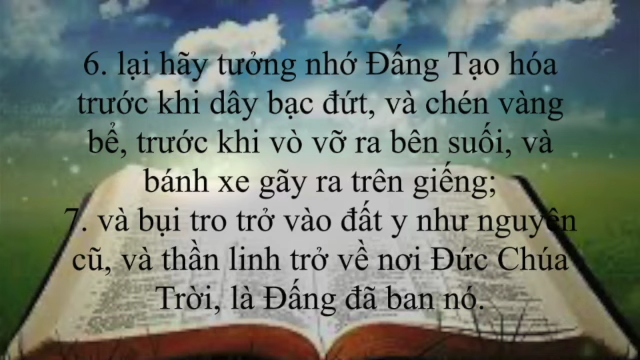 6. lại hãy tưởng nhớ Đấng Tạo hóa
trước khi dây bạc đứt, và chén vàng
bể, trước khi vò vỡ ra bên suối, và
bánh xe gãy ra trên giếng;
7. và bụi tro trở vào đất y như nguyên
cũ, và thần linh trở về nơi Đức Chúa
Trời, là Đấng đã ban nó.